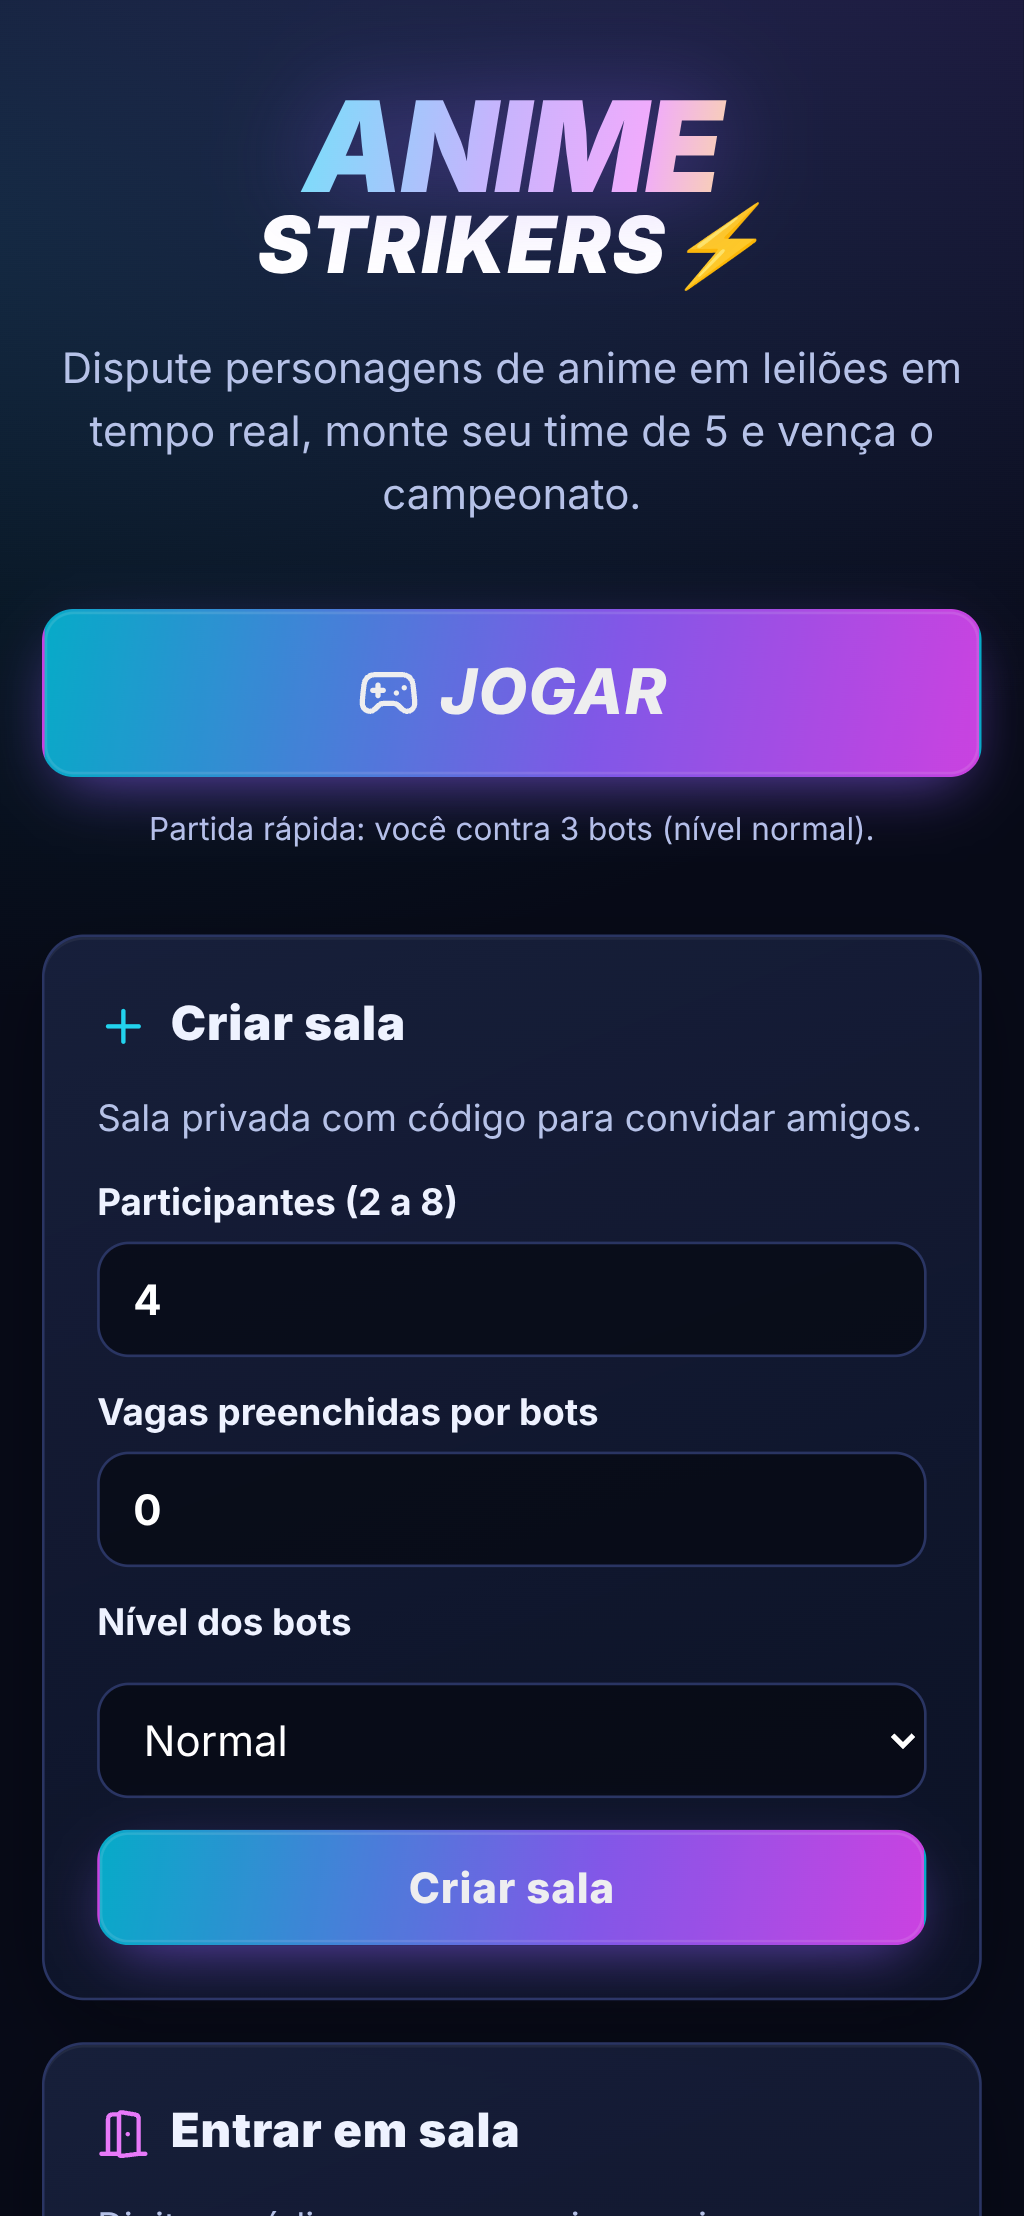 ANIME
STRIKERS⚡
Dispute personagens de anime em leilões em
tempo real, monte seu time de 5 e vença o
campeonato.
JOGAR
Partida rápida: você contra 3 bots (nível normal).
Criar sala
Sala privada com código para convidar amigos.
Participantes (2 a 8)
4
Vagas preenchidas por bots
0
Nível dos bots
Normal
Criar sala
Entrar em sala